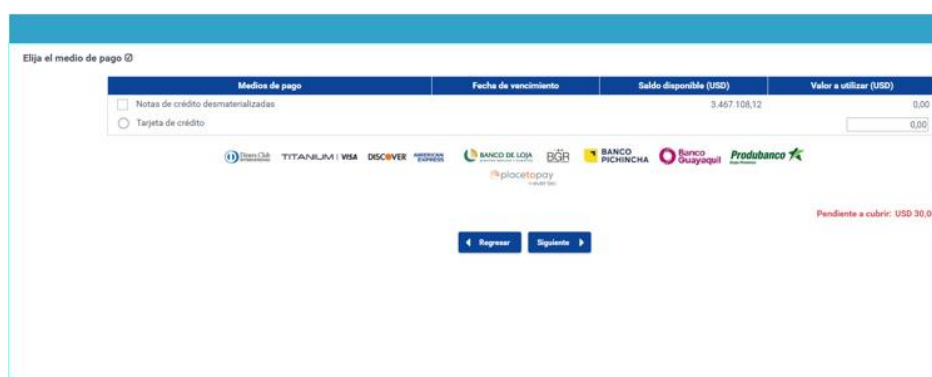 Elija el medio de pago
Medios de pago Fecha de vencimiento Saldo disponible (USD) Valor a utilizar (USD)
Notas de crédito desmaterializadas 3.467.108,12 0,00
Tarjeta de crédito 0,00
Diners Club TITANIUM | VISA DISCOVER AMERICAN EXPRESS BANCO DE LOJA BGR BANCO PICHINCHA Banco Guayaquil Produbanco
placetopay
Pendiente a cubrir: USD 30,0
Regresar Siguiente